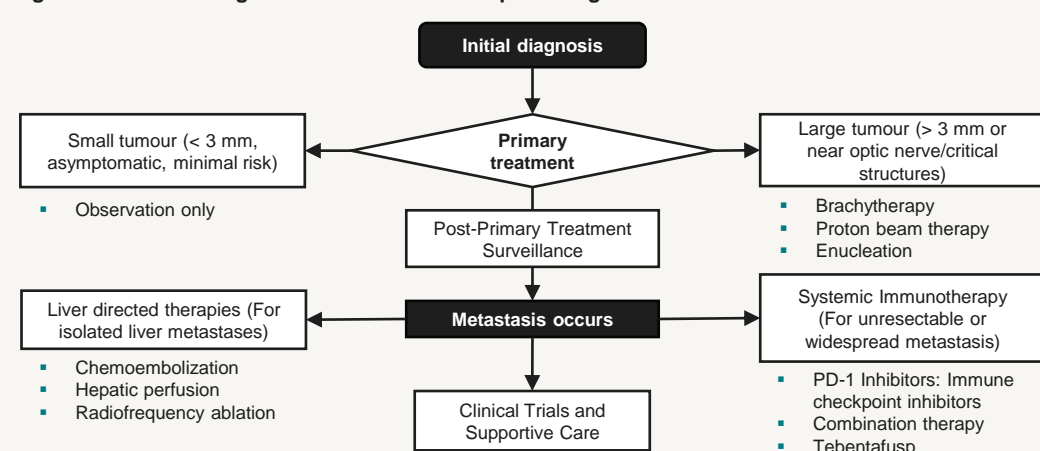 Initial diagnosis
Small tumour (< 3 mm,
asymptomatic, minimal risk)
Primary
treatment
Large tumour (> 3 mm or
near optic nerve/critical
structures)
▪ Observation only
▪ Brachytherapy
▪ Proton beam therapy
▪ Enucleation
Post-Primary Treatment
Surveillance
Liver directed therapies (For
isolated liver metastases)
Metastasis occurs
Systemic Immunotherapy
(For unresectable or
widespread metastasis)
▪ Chemoembolization
▪ Hepatic perfusion
▪ Radiofrequency ablation
Clinical Trials and
Supportive Care
▪ PD-1 Inhibitors: Immune
checkpoint inhibitors
▪ Combination therapy
▪ Tebentafusp